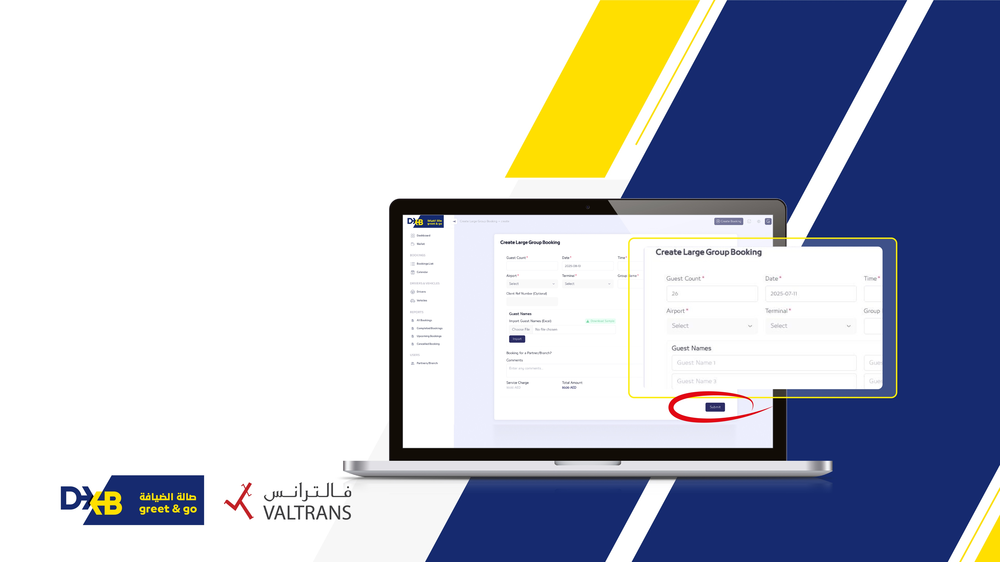 DXB
صالة الضيافة
greet & go
Create Large Group Booking • create
Create Booking
G
Dashboard
Wallet
BOOKINGS
Bookings List
Calendar
DRIVERS & VEHICLES
Drivers
Vehicles
REPORTS
All Bookings
Completed Bookings
Upcoming Bookings
Cancelled Booking
USERS
Partners/Branch
Create Large Group Booking
Guest Count* Date* Time*
2025-08-13
Airport* Terminal* Group Name*
Select Select
Client Ref Number (Optional)
Guest Names
Import Guest Names (Excel) Download Sample
Choose File No file chosen
Import
Booking for a Partner/Branch?
Comments
Enter any comments...
Service Charge Total Amount
50.00 AED 50.00 AED
Submit
Create Large Group Booking
Guest Count* Date* Time*
26 2025-07-11
Airport* Terminal* Group
Select Select
Guest Names
Guest Name 1 Gues
Guest Name 3 Gues
DXB
صالة الضيافة
greet & go
فالترانس
VALTRANS